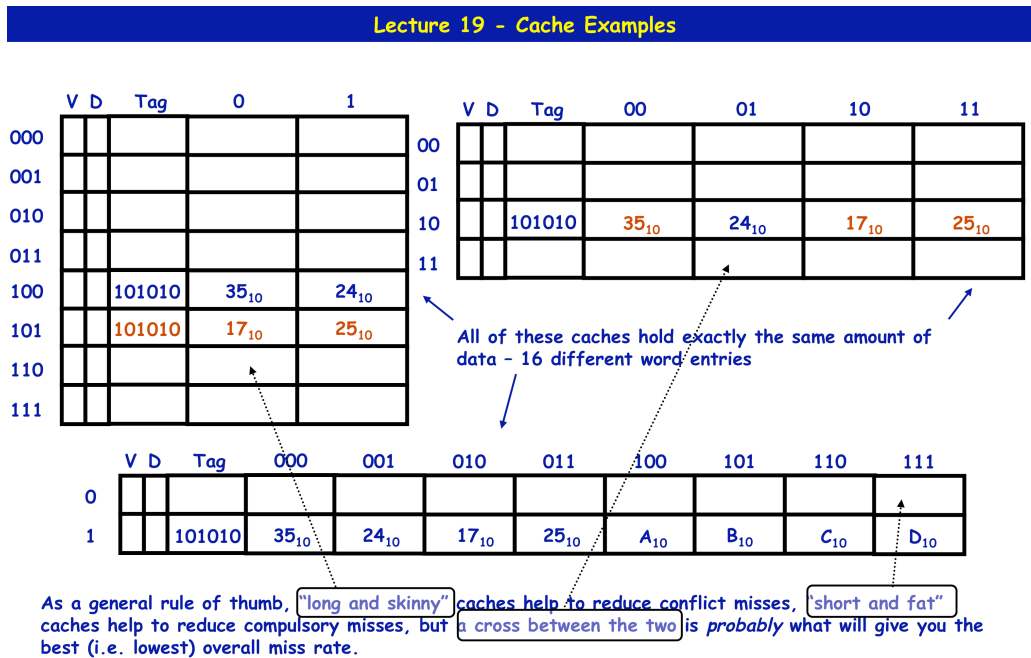 Lecture 19 - Cache Examples
V D Tag 0 1
000
001
010
011
100 101010 35₁₀ 24₁₀
101 101010 17₁₀ 25₁₀
110
111
V D Tag 00 01 10 11
00
01
10 101010 35₁₀ 24₁₀ 17₁₀ 25₁₀
11
All of these caches hold exactly the same amount of
data – 16 different word entries
V D Tag 000 001 010 011 100 101 110 111
0
1 101010 35₁₀ 24₁₀ 17₁₀ 25₁₀ A₁₀ B₁₀ C₁₀ D₁₀
As a general rule of thumb, “long and skinny” caches help to reduce conflict misses, “short and fat”
caches help to reduce compulsory misses, but a cross between the two is probably what will give you the
best (i.e. lowest) overall miss rate.